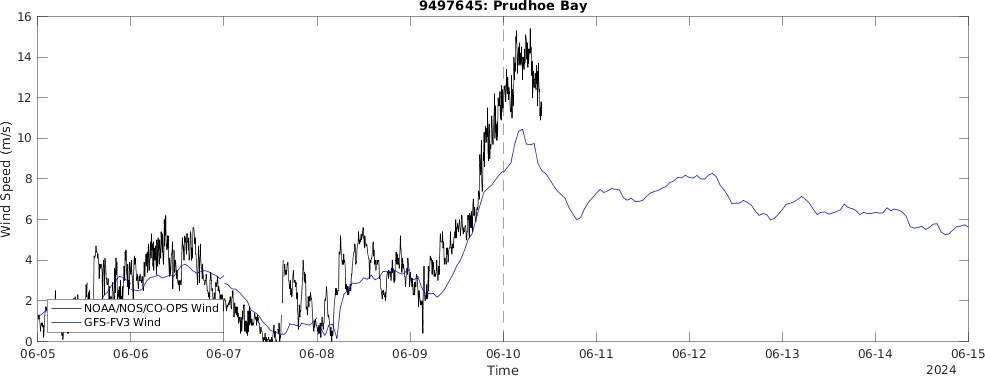 9497645: Prudhoe Bay
16
14
12
10
8
6
4
2
0
Wind Speed (m/s)
NOAA/NOS/CO-OPS Wind
GFS-FV3 Wind
06-05 06-06 06-07 06-08 06-09 06-10 06-11 06-12 06-13 06-14 06-15
Time
2024